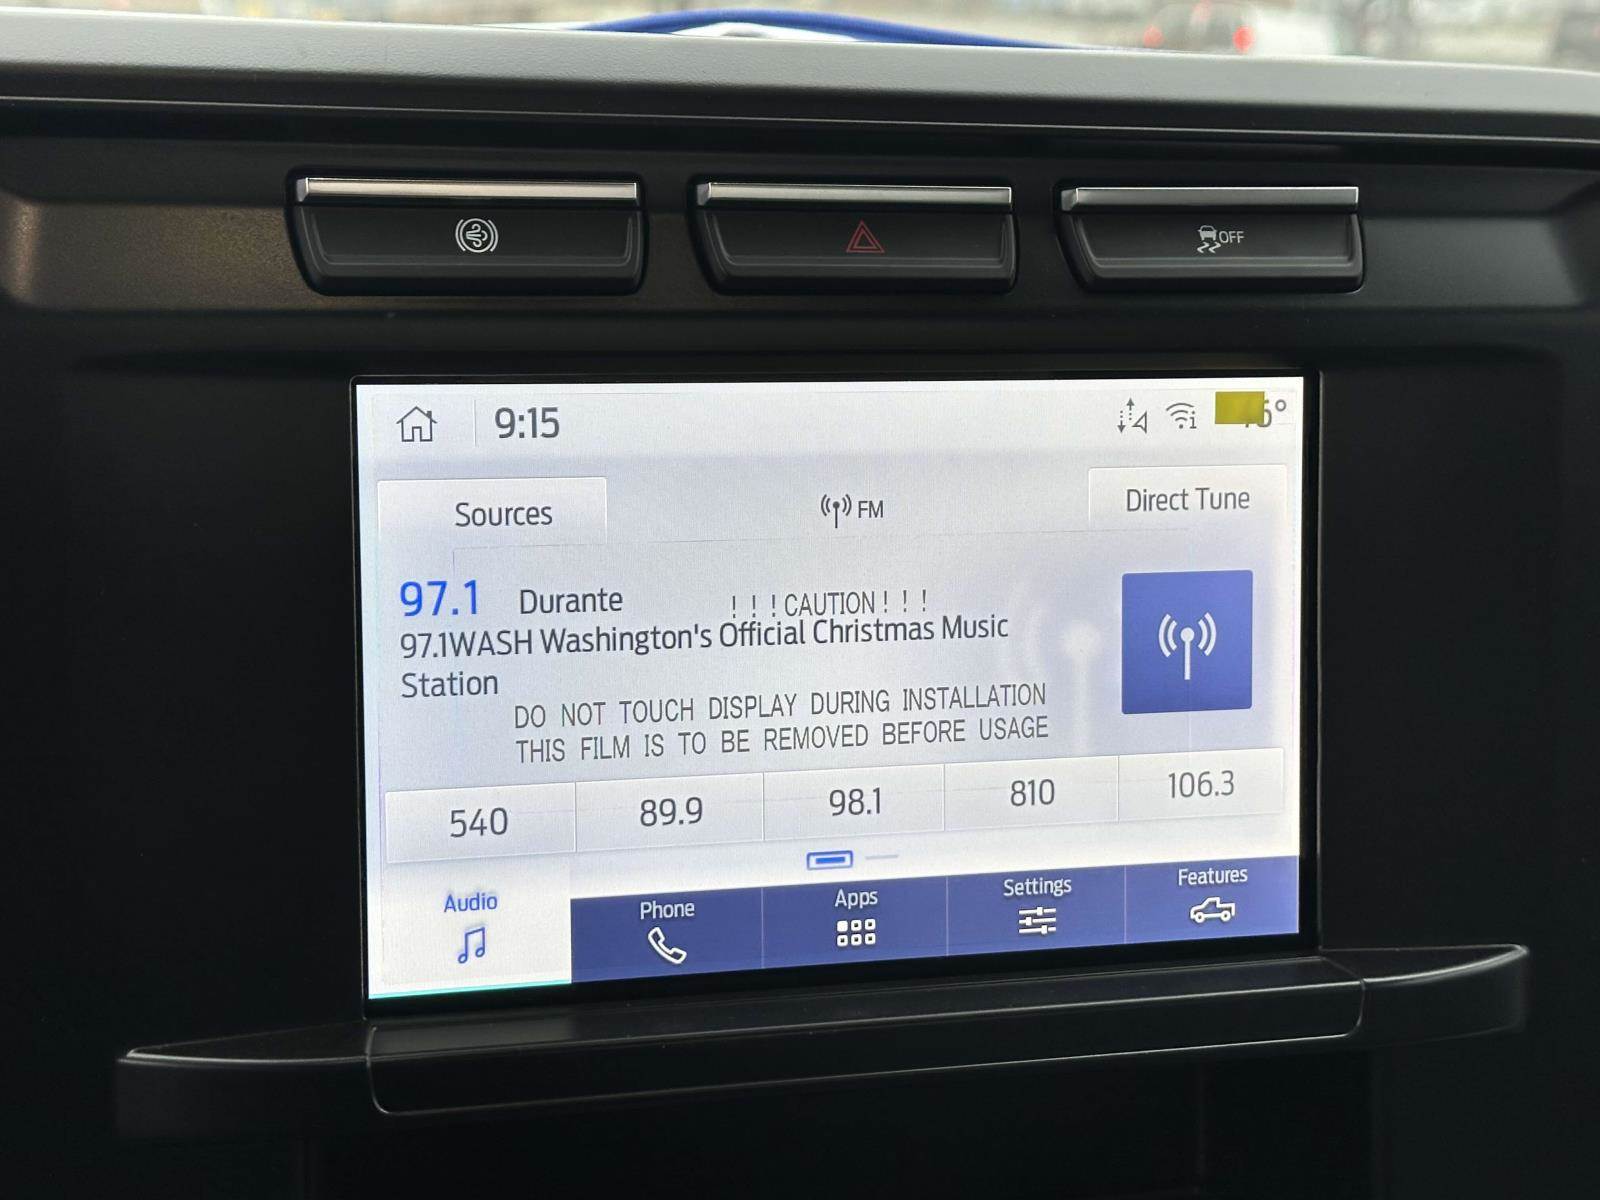 OFF
9:15
Sources
FM
Direct Tune
97.1 Durante
! ! ! CAUTION ! ! !
97.1WASH Washington's Official Christmas Music
Station
DO NOT TOUCH DISPLAY DURING INSTALLATION
THIS FILM IS TO BE REMOVED BEFORE USAGE
540 89.9 98.1 810 106.3
Audio Phone Apps Settings Features